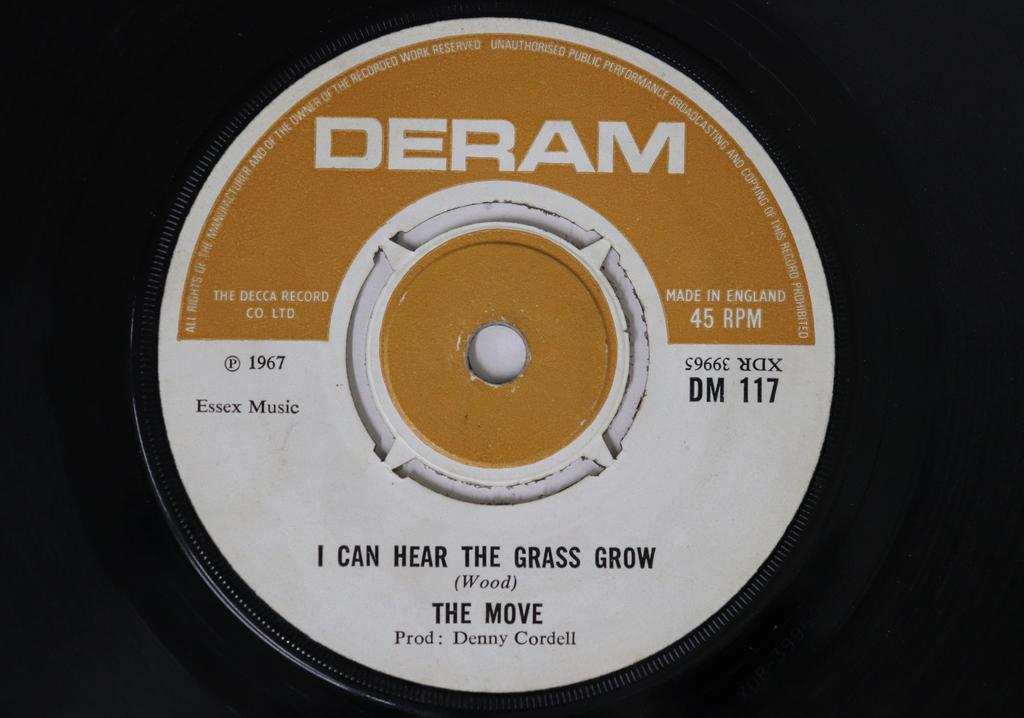 ALL RIGHTS OF THE MANUFACTURER AND OF THE OWNER OF THE RECORDED WORK RESERVED UNAUTHORISED PUBLIC PERFORMANCE BROADCASTING AND COPYING OF THIS RECORD PROHIBITED
DERAM
THE DECCA RECORD
CO. LTD.
MADE IN ENGLAND
45 RPM
℗ 1967
Essex Music
XDR 39965
DM 117
I CAN HEAR THE GRASS GROW
(Wood)
THE MOVE
Prod: Denny Cordell